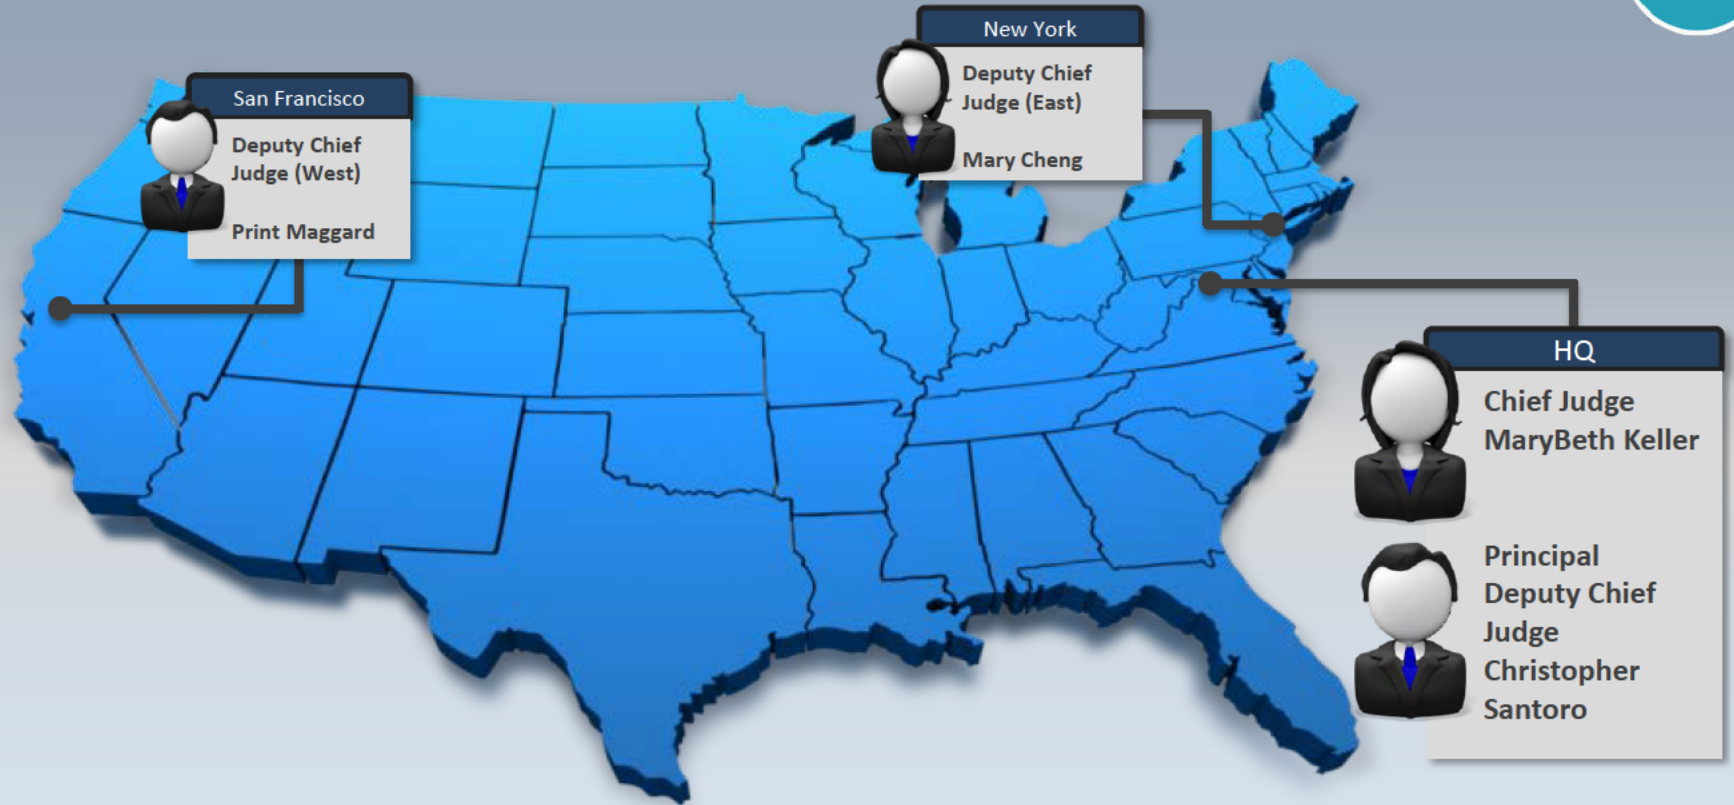 San Francisco
Deputy Chief
Judge (West)
Print Maggard
New York
Deputy Chief
Judge (East)
Mary Cheng
HQ
Chief Judge
MaryBeth Keller
Principal
Deputy Chief
Judge
Christopher
Santoro